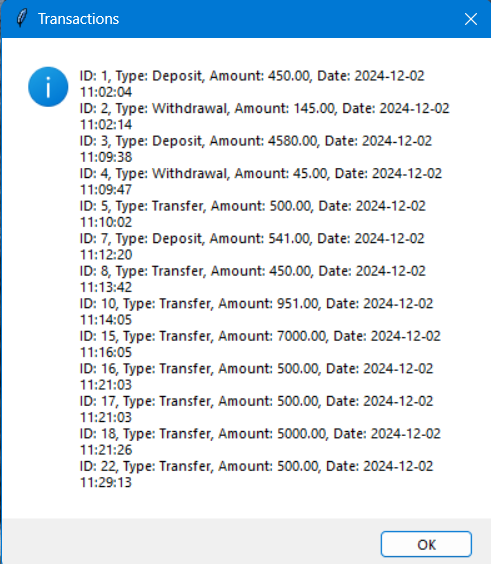 Transactions
ID: 1, Type: Deposit, Amount: 450.00, Date: 2024-12-02
11:02:04
ID: 2, Type: Withdrawal, Amount: 145.00, Date: 2024-12-02
11:02:14
ID: 3, Type: Deposit, Amount: 4580.00, Date: 2024-12-02
11:09:38
ID: 4, Type: Withdrawal, Amount: 45.00, Date: 2024-12-02
11:09:47
ID: 5, Type: Transfer, Amount: 500.00, Date: 2024-12-02
11:10:02
ID: 7, Type: Deposit, Amount: 541.00, Date: 2024-12-02
11:12:20
ID: 8, Type: Transfer, Amount: 450.00, Date: 2024-12-02
11:13:42
ID: 10, Type: Transfer, Amount: 951.00, Date: 2024-12-02
11:14:05
ID: 15, Type: Transfer, Amount: 7000.00, Date: 2024-12-02
11:16:05
ID: 16, Type: Transfer, Amount: 500.00, Date: 2024-12-02
11:21:03
ID: 17, Type: Transfer, Amount: 500.00, Date: 2024-12-02
11:21:03
ID: 18, Type: Transfer, Amount: 5000.00, Date: 2024-12-02
11:21:26
ID: 22, Type: Transfer, Amount: 500.00, Date: 2024-12-02
11:29:13
OK